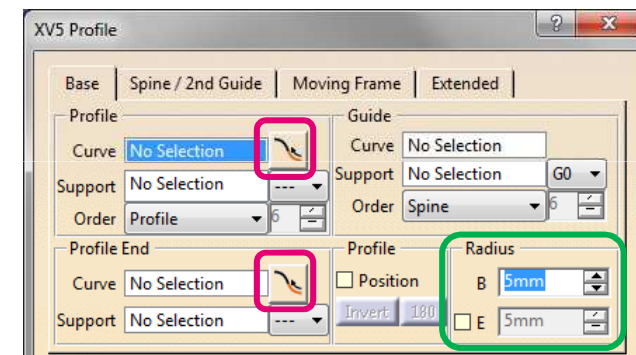 XV5 Profile ? X
Base Spine / 2nd Guide Moving Frame Extended
Profile Guide
Curve No Selection Curve No Selection
Support No Selection --- Support No Selection G0
Order Profile 6 Order Spine 6
Profile End Profile Radius
Curve No Selection Position B 5mm
Support No Selection --- Invert 180 E 5mm